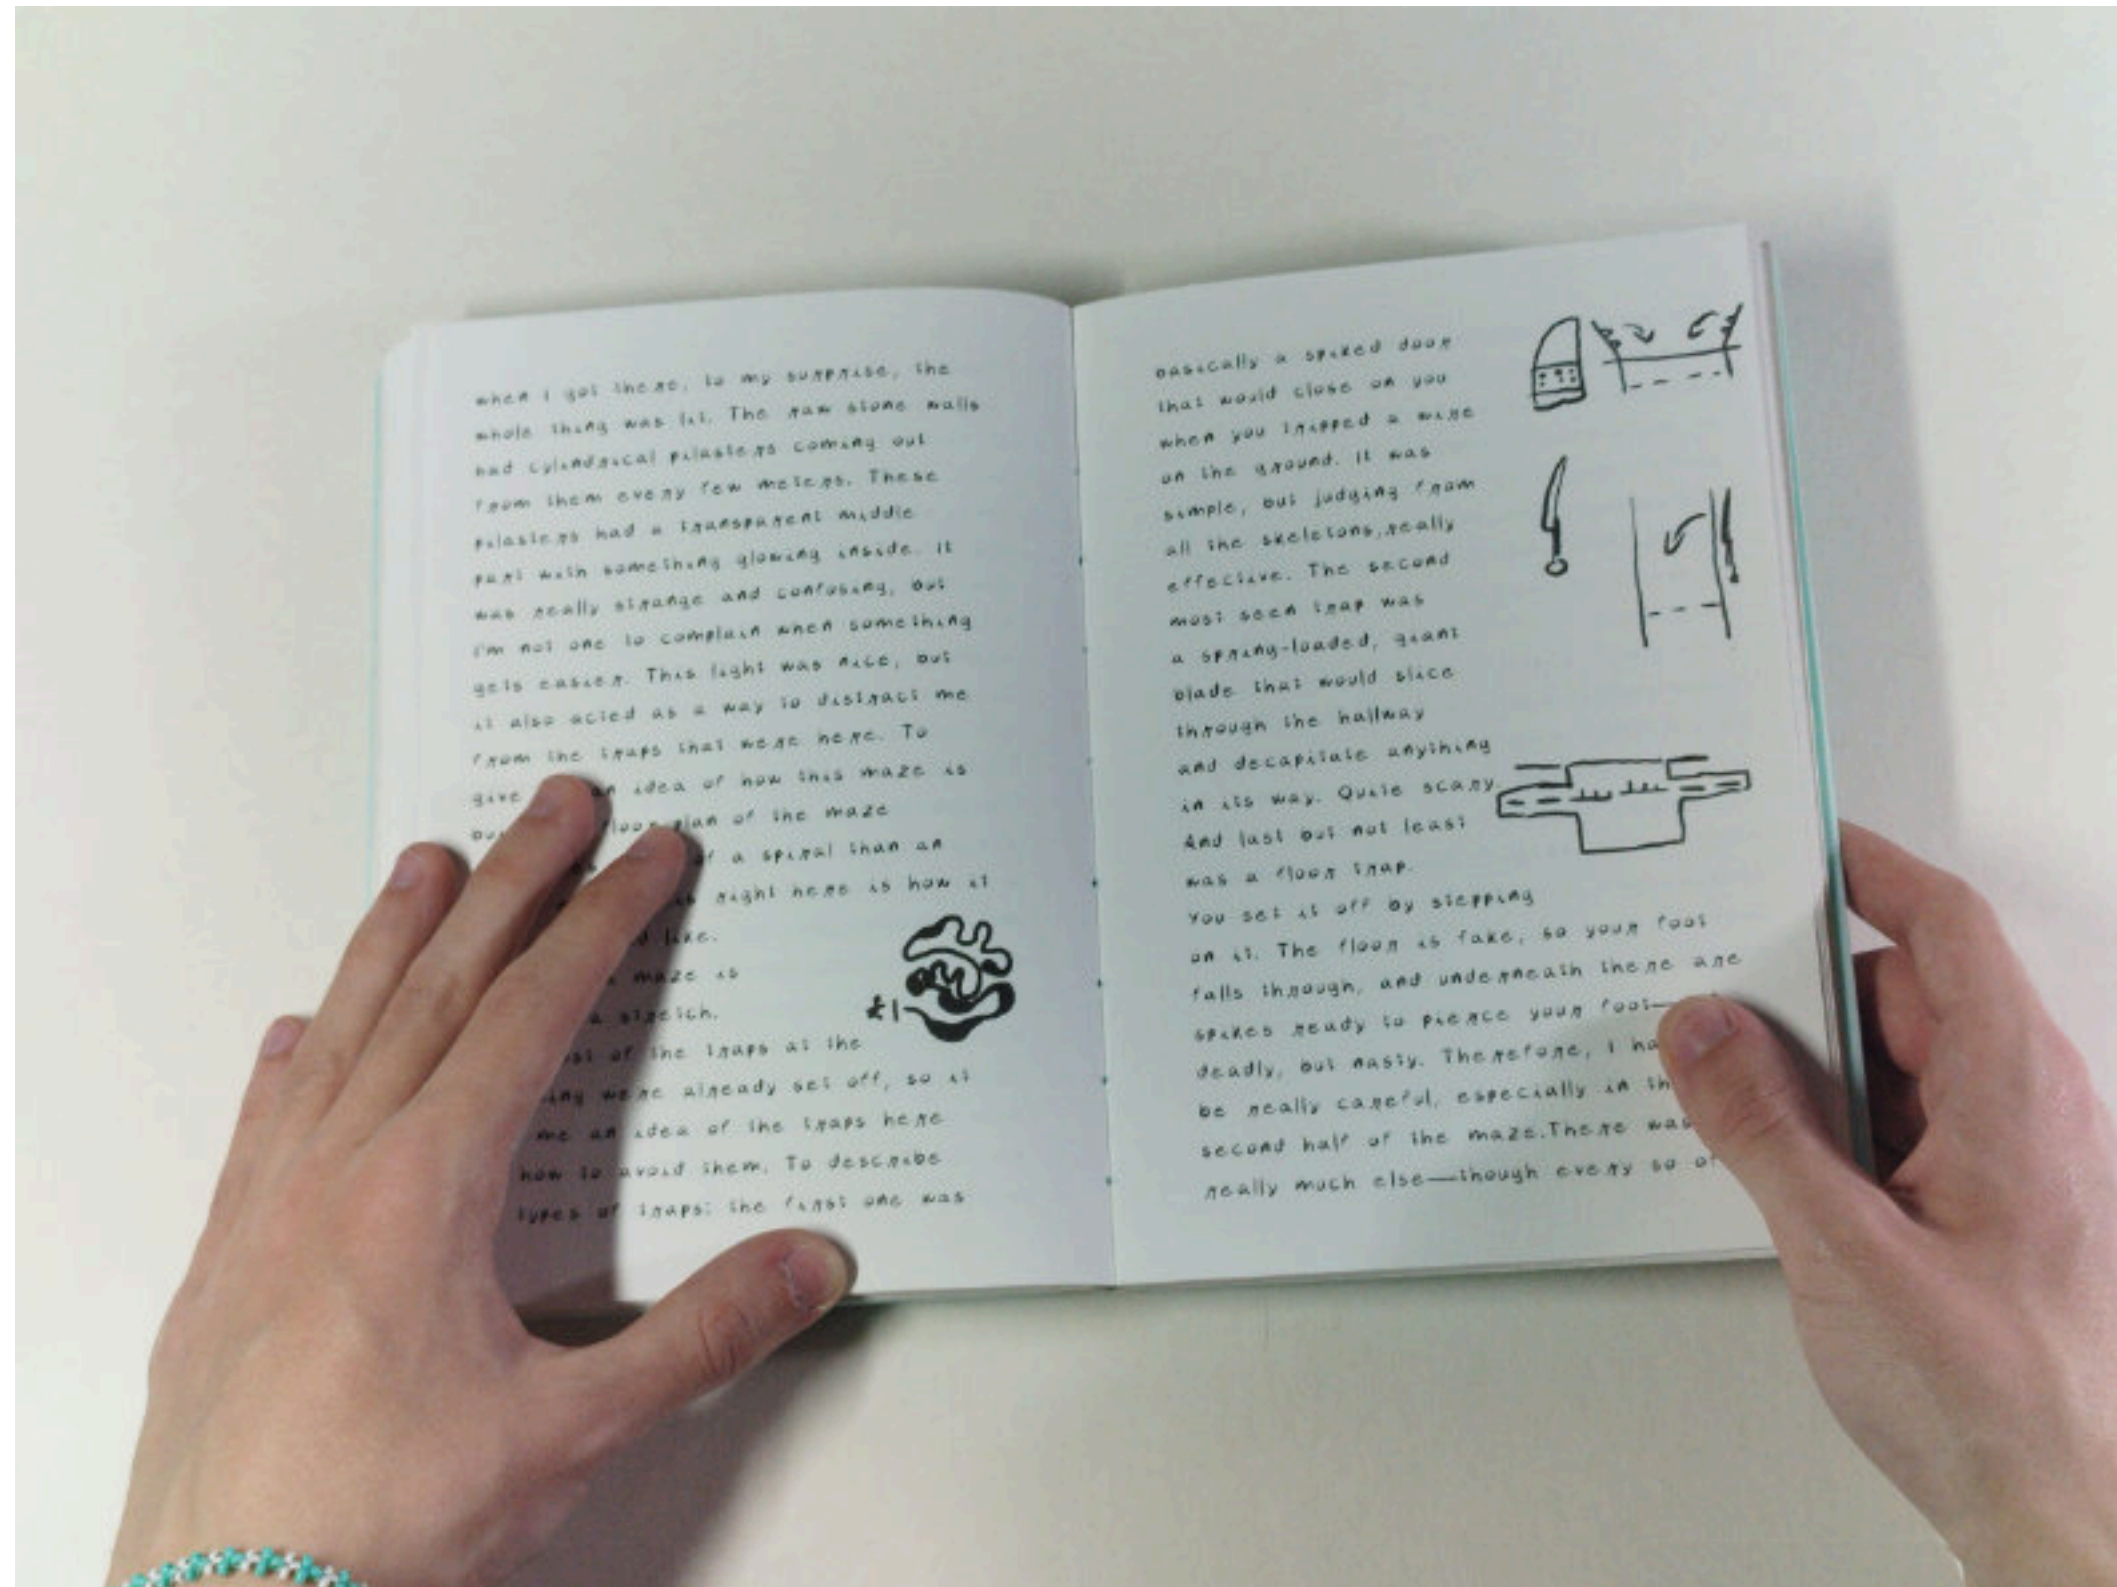 when I got there, to my surprise, the
whole thing was lit. The raw stone walls
had cylindrical pilasters coming out
from them every few meters. These
pilasters had a transparent middle
part with something glowing inside. It
was really strange and confusing, but
I'm not one to complain when something
gets easier. This light was nice, but
it also acted as a way to distract me
from the traps that were here. To
give an idea of how this maze is
plan of the maze
of a spiral than an
right here is how it
like.
maze is
a stretch.
of the traps at the
were already set off, so it
me an idea of the traps here
how to avoid them. To describe
types of traps: the first one was
basically a spiked door
that would close on you
when you tripped a wire
on the ground. It was
simple, but judging from
all the skeletons, really
effective. The second
most seen trap was
a spring-loaded, giant
blade that would slice
through the hallway
and decapitate anything
in its way. Quite scary.
And last but not least
was a floor trap.
You set it off by stepping
on it. The floor is fake, so your foot
falls through, and underneath there are
spikes ready to pierce your foot—
deadly, but nasty. Therefore, I
be really careful, especially in
second half of the maze. There
really much else—though every so